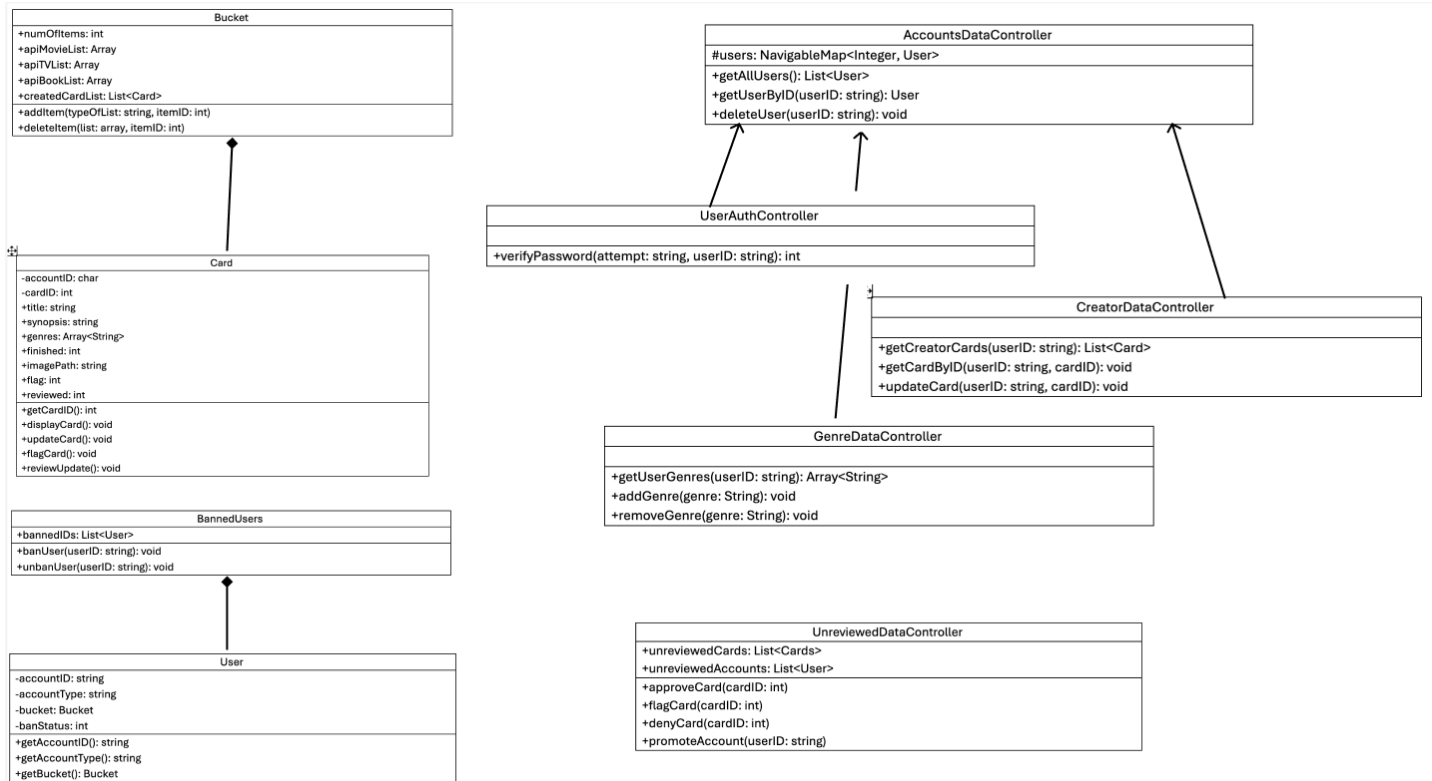 Bucket
+numOfItems: int
+apiMovieList: Array
+apiTVList: Array
+apiBookList: Array
+createdCardList: List<Card>
+addItem(typeOfList: string, itemID: int)
+deleteItem(list: array, itemID: int)
Card
-accountID: char
-cardID: int
+title: string
+synopsis: string
+genres: Array<String>
+finished: int
+imagePath: string
+flag: int
+reviewed: int
+getCardID(): int
+displayCard(): void
+updateCard(): void
+flagCard(): void
+reviewUpdate(): void
BannedUsers
+bannedIDs: List<User>
+banUser(userID: string): void
+unbanUser(userID: string): void
User
-accountID: string
-accountType: string
-bucket: Bucket
-banStatus: int
+getAccountID(): string
+getAccountType(): string
+getBucket(): Bucket
AccountsDataController
#users: NavigableMap<Integer, User>
+getAllUsers(): List<User>
+getUserByID(userID: string): User
+deleteUser(userID: string): void
UserAuthController
+verifyPassword(attempt: string, userID: string): int
CreatorDataController
+getCreatorCards(userID: string): List<Card>
+getCardByID(userID: string, cardID): void
+updateCard(userID: string, cardID): void
GenreDataController
+getUserGenres(userID: string): Array<String>
+addGenre(genre: String): void
+removeGenre(genre: String): void
UnreviewedDataController
+unreviewedCards: List<Cards>
+unreviewedAccounts: List<User>
+approveCard(cardID: int)
+flagCard(cardID: int)
+denyCard(cardID: int)
+promoteAccount(userID: string)